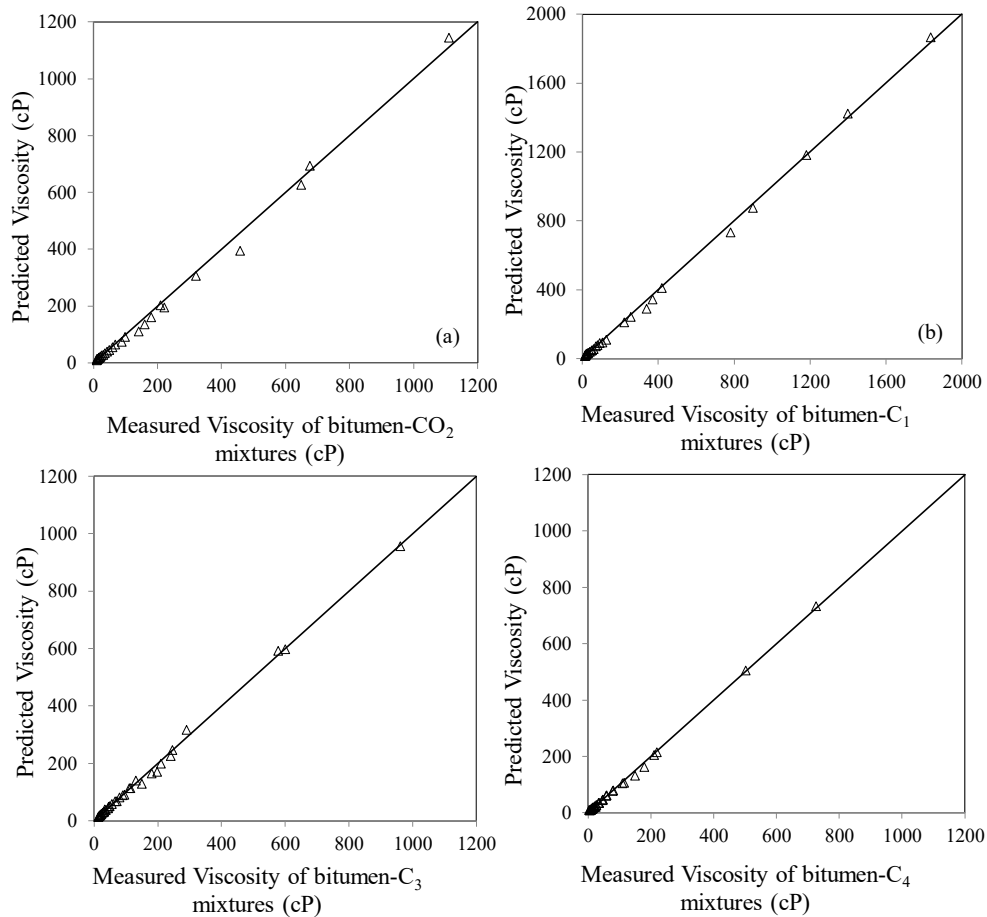 1200
1000
800
600
400
200
0
Predicted Viscosity (cP)
(a)
0 200 400 600 800 1000 1200
Measured Viscosity of bitumen-CO₂
mixtures (cP)
2000
1600
1200
800
400
0
Predicted Viscosity (cP)
(b)
0 400 800 1200 1600 2000
Measured Viscosity of bitumen-C₁
mixtures (cP)
1200
1000
800
600
400
200
0
Predicted Viscosity (cP)
0 200 400 600 800 1000 1200
Measured Viscosity of bitumen-C₃
mixtures (cP)
1200
1000
800
600
400
200
0
Predicted Viscosity (cP)
0 200 400 600 800 1000 1200
Measured Viscosity of bitumen-C₄
mixtures (cP)